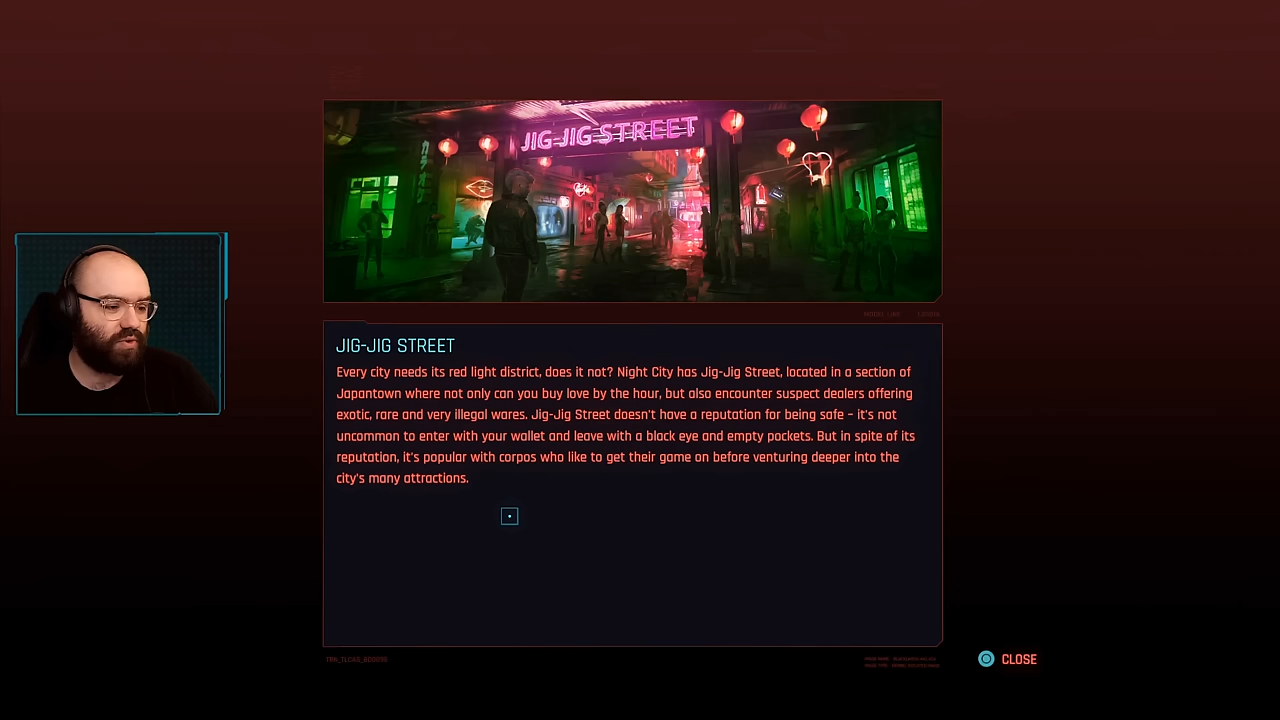 JIG-JIG STREET
カラオケ
JIG-JIG STREET
Every city needs its red light district, does it not? Night City has Jig-Jig Street, located in a section of
Japantown where not only can you buy love by the hour, but also encounter suspect dealers offering
exotic, rare and very illegal wares. Jig-Jig Street doesn't have a reputation for being safe – it's not
uncommon to enter with your wallet and leave with a black eye and empty pockets. But in spite of its
reputation, it's popular with corpos who like to get their game on before venturing deeper into the
city's many attractions.
CLOSE